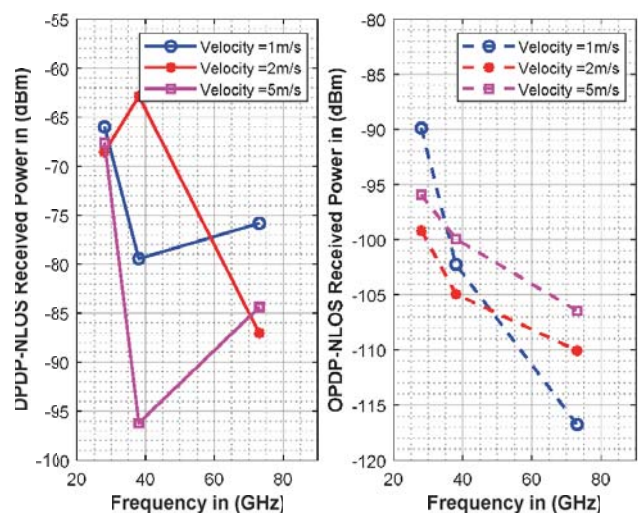 DPDP-NLOS Received Power in (dBm)
-55
-60
-65
-70
-75
-80
-85
-90
-95
-100
20
40
60
80
Frequency in (GHz)
Velocity =1m/s
Velocity =2m/s
Velocity =5m/s
OPDP-NLOS Received Power in (dBm)
-80
-85
-90
-95
-100
-105
-110
-115
-120
20
40
60
80
Frequency in (GHz)
Velocity =1m/s
Velocity =2m/s
Velocity =5m/s